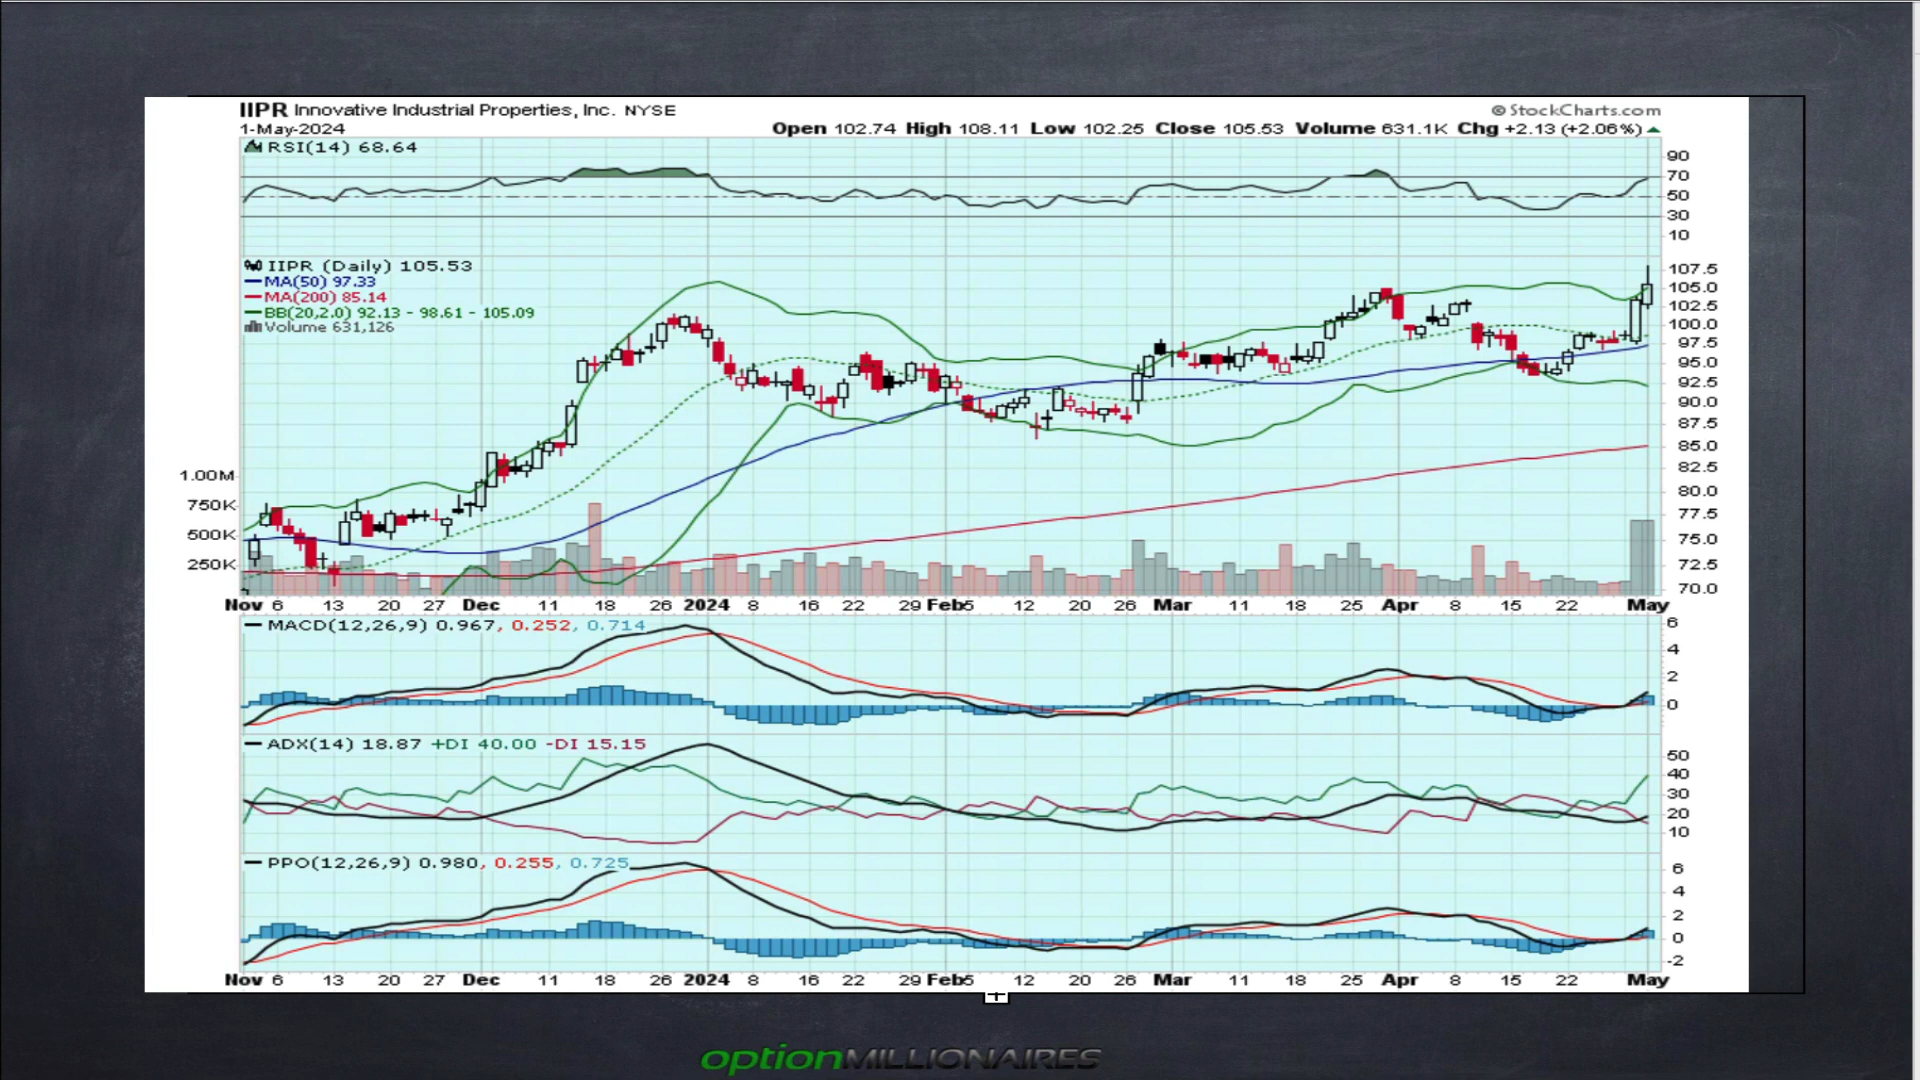 IIPR Innovative Industrial Properties, Inc. NYSE © StockCharts.com
1-May-2024 Open 102.74 High 108.11 Low 102.25 Close 105.53 Volume 631.1K Chg +2.13 (+2.06%)
RSI(14) 68.64
90
70
50
30
10
IIPR (Daily) 105.53
MA(50) 97.33
MA(200) 85.14
BB(20,2.0) 92.13 - 98.61 - 105.09
Volume 631,126
107.5
105.0
102.5
100.0
97.5
95.0
92.5
90.0
87.5
85.0
82.5
80.0
77.5
75.0
72.5
70.0
1.00M
750K
500K
250K
Nov 6 13 20 27 Dec 11 18 26 2024 8 16 22 29 Feb 5 12 20 26 Mar 11 18 25 Apr 8 15 22 May
MACD(12,26,9) 0.967, 0.252, 0.714
6
4
2
0
ADX(14) 18.87 +DI 40.00 -DI 15.15
50
40
30
20
10
PPO(12,26,9) 0.980, 0.255, 0.725
6
4
2
0
-2
Nov 6 13 20 27 Dec 11 18 26 2024 8 16 22 29 Feb 5 12 20 26 Mar 11 18 25 Apr 8 15 22 May
optionMILLIONAIRES